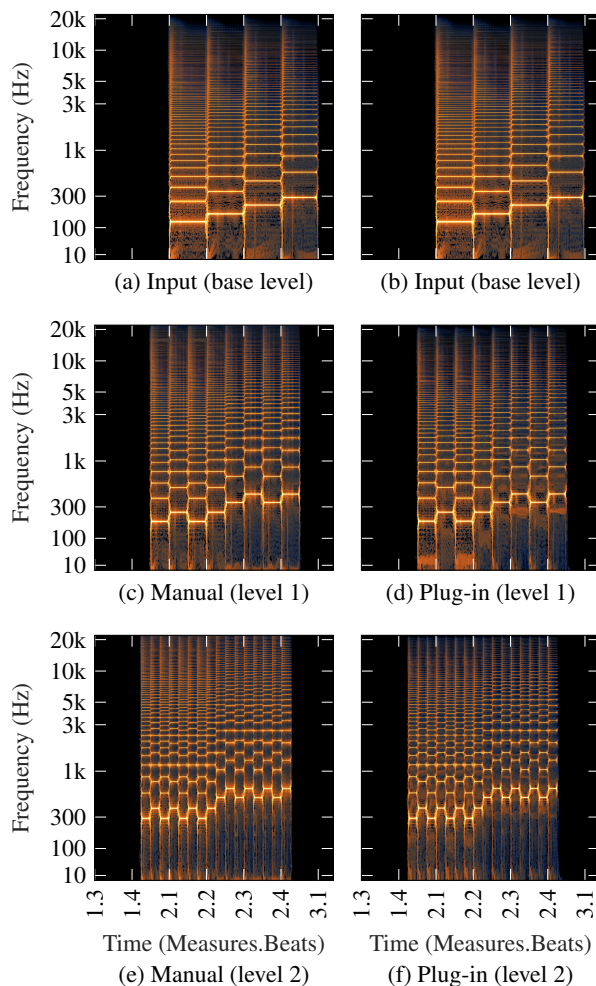 20k
10k
5k
3k
1k
300
100
10
Frequency (Hz)
(a) Input (base level)
(b) Input (base level)
20k
10k
5k
3k
1k
300
100
10
Frequency (Hz)
(c) Manual (level 1)
(d) Plug-in (level 1)
20k
10k
5k
3k
1k
300
100
10
Frequency (Hz)
1.3 1.4 2.1 2.2 2.3 2.4 3.1
1.3 1.4 2.1 2.2 2.3 2.4 3.1
Time (Measures.Beats)
Time (Measures.Beats)
(e) Manual (level 2)
(f) Plug-in (level 2)